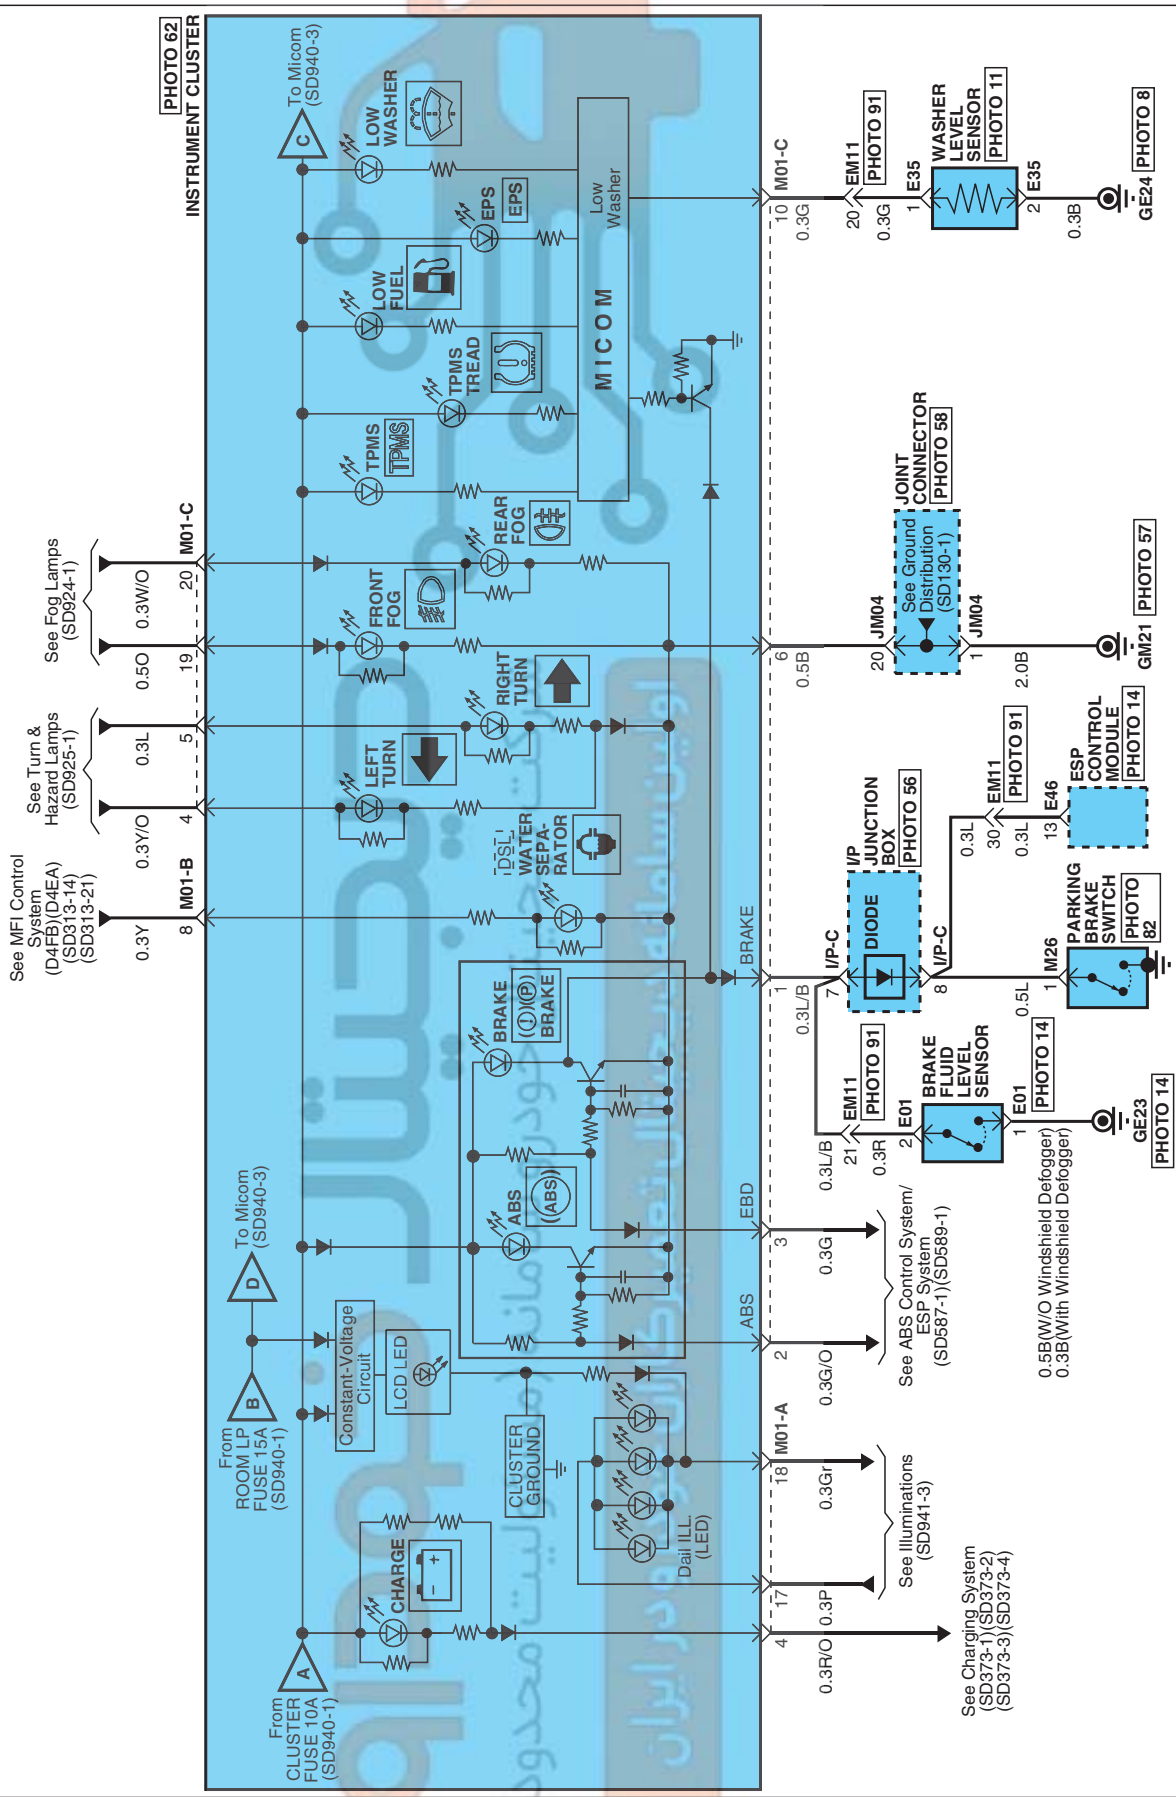 PHOTO 62
INSTRUMENT CLUSTER
From
CLUSTER
FUSE 10A
(SD940-1)
A
From
ROOM LP
FUSE 15A
(SD940-1)
B
D
To Micom
(SD940-3)
C
To Micom
(SD940-3)
See MFI Control
System
(D4FB)(D4EA)
(SD313-14)
(SD313-21)
0.3Y
8
M01-B
See Turn &
Hazard Lamps
(SD925-1)
0.3Y/O
4
0.3L
5
See Fog Lamps
(SD924-1)
0.5O
19
0.3W/O
20
M01-C
CHARGE
- +
Constant-Voltage
Circuit
LCD LED
CLUSTER
GROUND
Dail ILL.
(LED)
ABS
(ABS)
BRAKE
(!)(P)
BRAKE
DSL
WATER
SEPA-
RATOR
LEFT
TURN
RIGHT
TURN
FRONT
FOG
REAR
FOG
TPMS
TPMS
TPMS
TREAD
LOW
FUEL
EPS
EPS
LOW
WASHER
MICOM
Low
Washer
ABS
EBD
BRAKE
4
0.3R/O
See Charging System
(SD373-1)(SD373-2)
(SD373-3)(SD373-4)
17
0.3P
18
M01-A
0.3Gr
See Illuminations
(SD941-3)
2
0.3G/O
3
0.3G
See ABS Control System/
ESP System
(SD587-1)(SD589-1)
1
0.3L/B
7
I/P-C
I/P
JUNCTION
BOX
PHOTO 56
DIODE
8
I/P-C
0.3L/B
21
EM11
PHOTO 91
0.3R
2
E01
BRAKE
FLUID
LEVEL
SENSOR
PHOTO 14
1
E01
0.5B(W/O Windshield Defogger)
0.3B(With Windshield Defogger)
GE23
PHOTO 14
0.5L
1
M26
PARKING
BRAKE
SWITCH
PHOTO
82
0.3L
30
EM11
PHOTO 91
0.3L
13
E46
ESP
CONTROL
MODULE
PHOTO 14
6
0.5B
20
JM04
JOINT
CONNECTOR
PHOTO 58
See Ground
Distribution
(SD130-1)
1
JM04
2.0B
GM21
PHOTO 57
10
M01-C
0.3G
20
EM11
PHOTO 91
0.3G
1
E35
WASHER
LEVEL
SENSOR
PHOTO 11
2
E35
0.3B
GE24
PHOTO 8